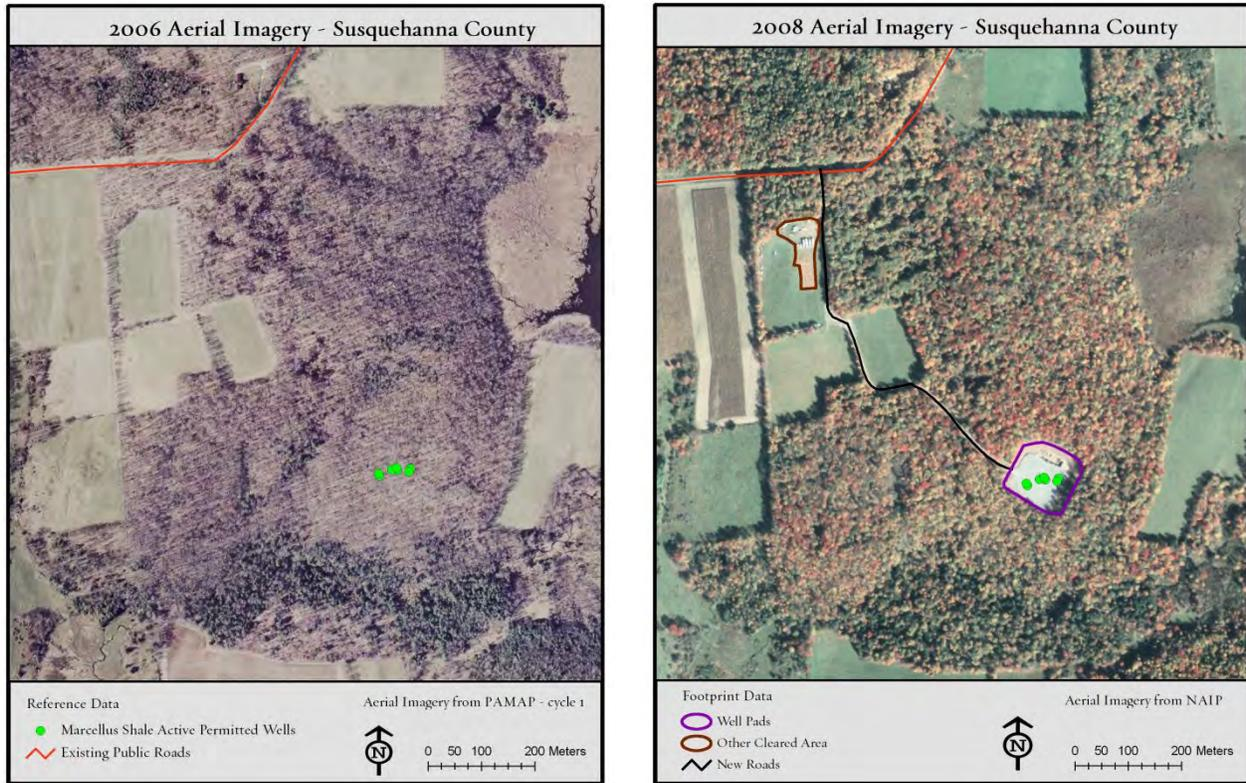 2006 Aerial Imagery - Susquehanna County
Reference Data
Marcellus Shale Active Permitted Wells
Existing Public Roads
Aerial Imagery from PAMAP - cycle 1
N
0 50 100 200 Meters
2008 Aerial Imagery - Susquehanna County
Footprint Data
Well Pads
Other Cleared Area
New Roads
Aerial Imagery from NAIP
N
0 50 100 200 Meters